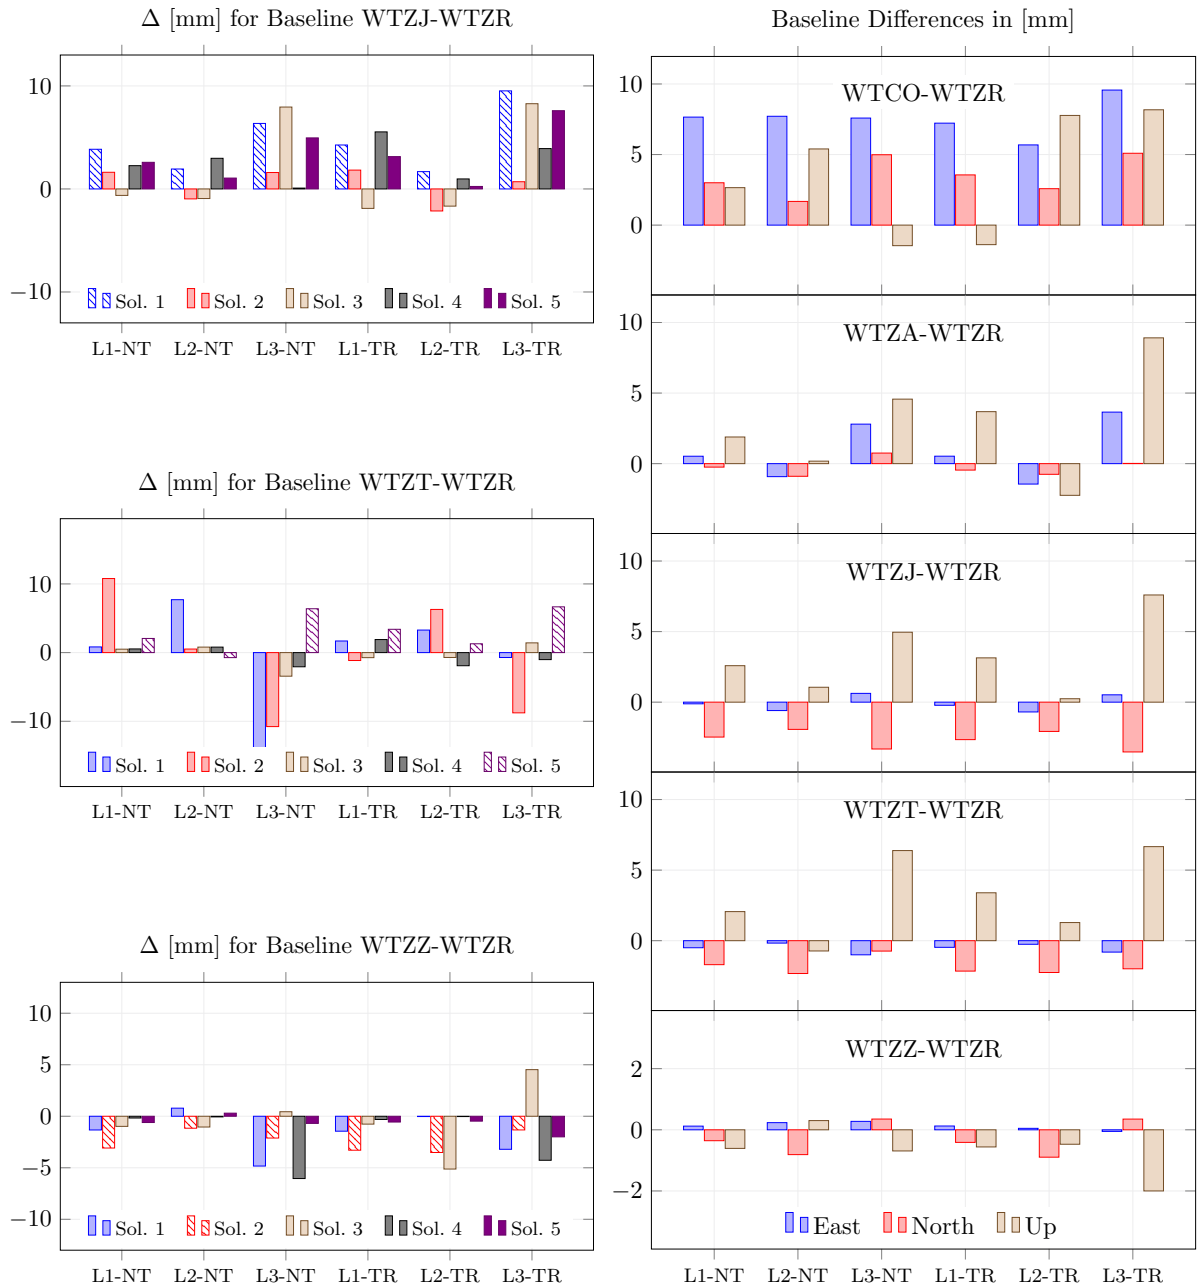 Δ [mm] for Baseline WTZJ-WTZR
10
0
−10
Sol. 1 Sol. 2 Sol. 3 Sol. 4 Sol. 5
L1-NT L2-NT L3-NT L1-TR L2-TR L3-TR
Δ [mm] for Baseline WTZT-WTZR
10
0
−10
Sol. 1 Sol. 2 Sol. 3 Sol. 4 Sol. 5
L1-NT L2-NT L3-NT L1-TR L2-TR L3-TR
Δ [mm] for Baseline WTZZ-WTZR
10
5
0
−5
−10
Sol. 1 Sol. 2 Sol. 3 Sol. 4 Sol. 5
L1-NT L2-NT L3-NT L1-TR L2-TR L3-TR
Baseline Differences in [mm]
WTCO-WTZR
10
5
0
WTZA-WTZR
10
5
0
WTZJ-WTZR
10
5
0
WTZT-WTZR
10
5
0
WTZZ-WTZR
2
0
−2
East North Up
L1-NT L2-NT L3-NT L1-TR L2-TR L3-TR